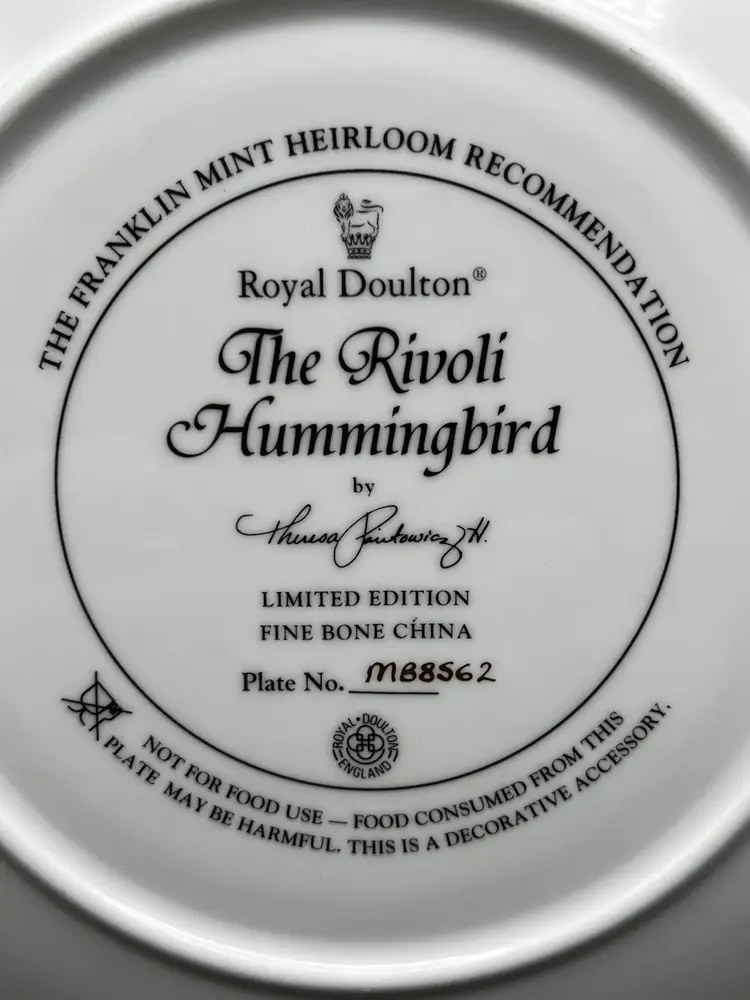 THE FRANKLIN MINT HEIRLOOM RECOMMENDATION
Royal Doulton®
The Rivoli
Hummingbird
by
Theresa Pointowicz H.
LIMITED EDITION
FINE BONE CHINA
Plate No. MB8562
ROYAL • DOULTON
ENGLAND
NOT FOR FOOD USE — FOOD CONSUMED FROM THIS
PLATE MAY BE HARMFUL. THIS IS A DECORATIVE ACCESSORY.